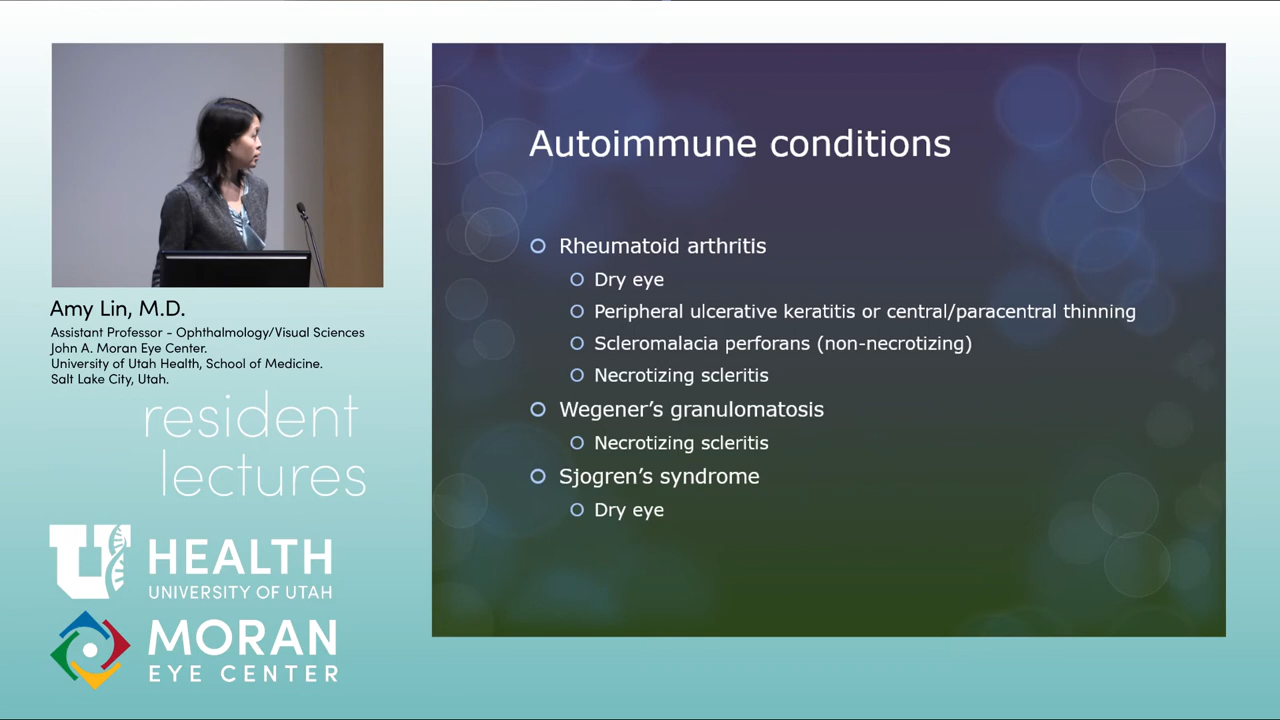 Autoimmune conditions
Rheumatoid arthritis
Dry eye
Peripheral ulcerative keratitis or central/paracentral thinning
Scleromalacia perforans (non-necrotizing)
Necrotizing scleritis
Wegener's granulomatosis
Necrotizing scleritis
Sjogren's syndrome
Dry eye
Amy Lin, M.D.
Assistant Professor - Ophthalmology/Visual Sciences
John A. Moran Eye Center.
University of Utah Health, School of Medicine.
Salt Lake City, Utah.
resident
lectures
U HEALTH
UNIVERSITY OF UTAH
MORAN
EYE CENTER